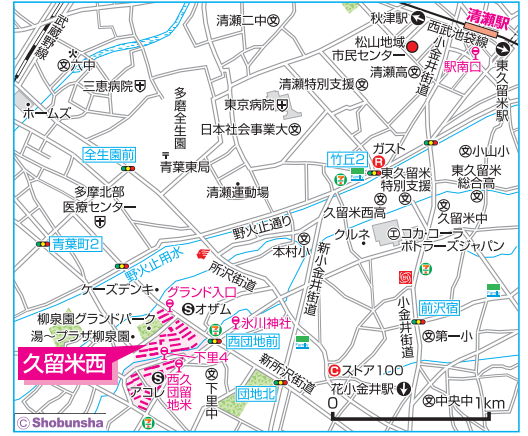 武蔵野線
六中
三恵病院
ホームズ
清瀬二中
秋津駅
清瀬駅
西武池袋線
松山地域
市民センター
駅南口
清瀬高
小金井街道
東久留米駅
清瀬特別支援
東京病院
日本社会事業大
多磨全生園
全生園前
青葉東局
多摩北部
医療センター
清瀬運動場
青葉町2
ガスト
竹丘2
小山小
東久留米
特別支援
東久留米
総合高
久留米西高
久留米中
クルネ
コカ・コーラ
ボトラーズジャパン
野火止通り
野火止用水
本村小
新小金井街道
所沢街道
ケーズデンキ
グランド入口
オザム
柳泉園グランドパーク
湯〜プラザ柳泉園
氷川神社
西団地前
下里4
久留米西
西久留米団地
アコレ
下里中
新所沢街道
団地北
小金井街道
前沢宿
第一小
ストア100
花小金井駅
中央中
0 1km
© Shobunsha